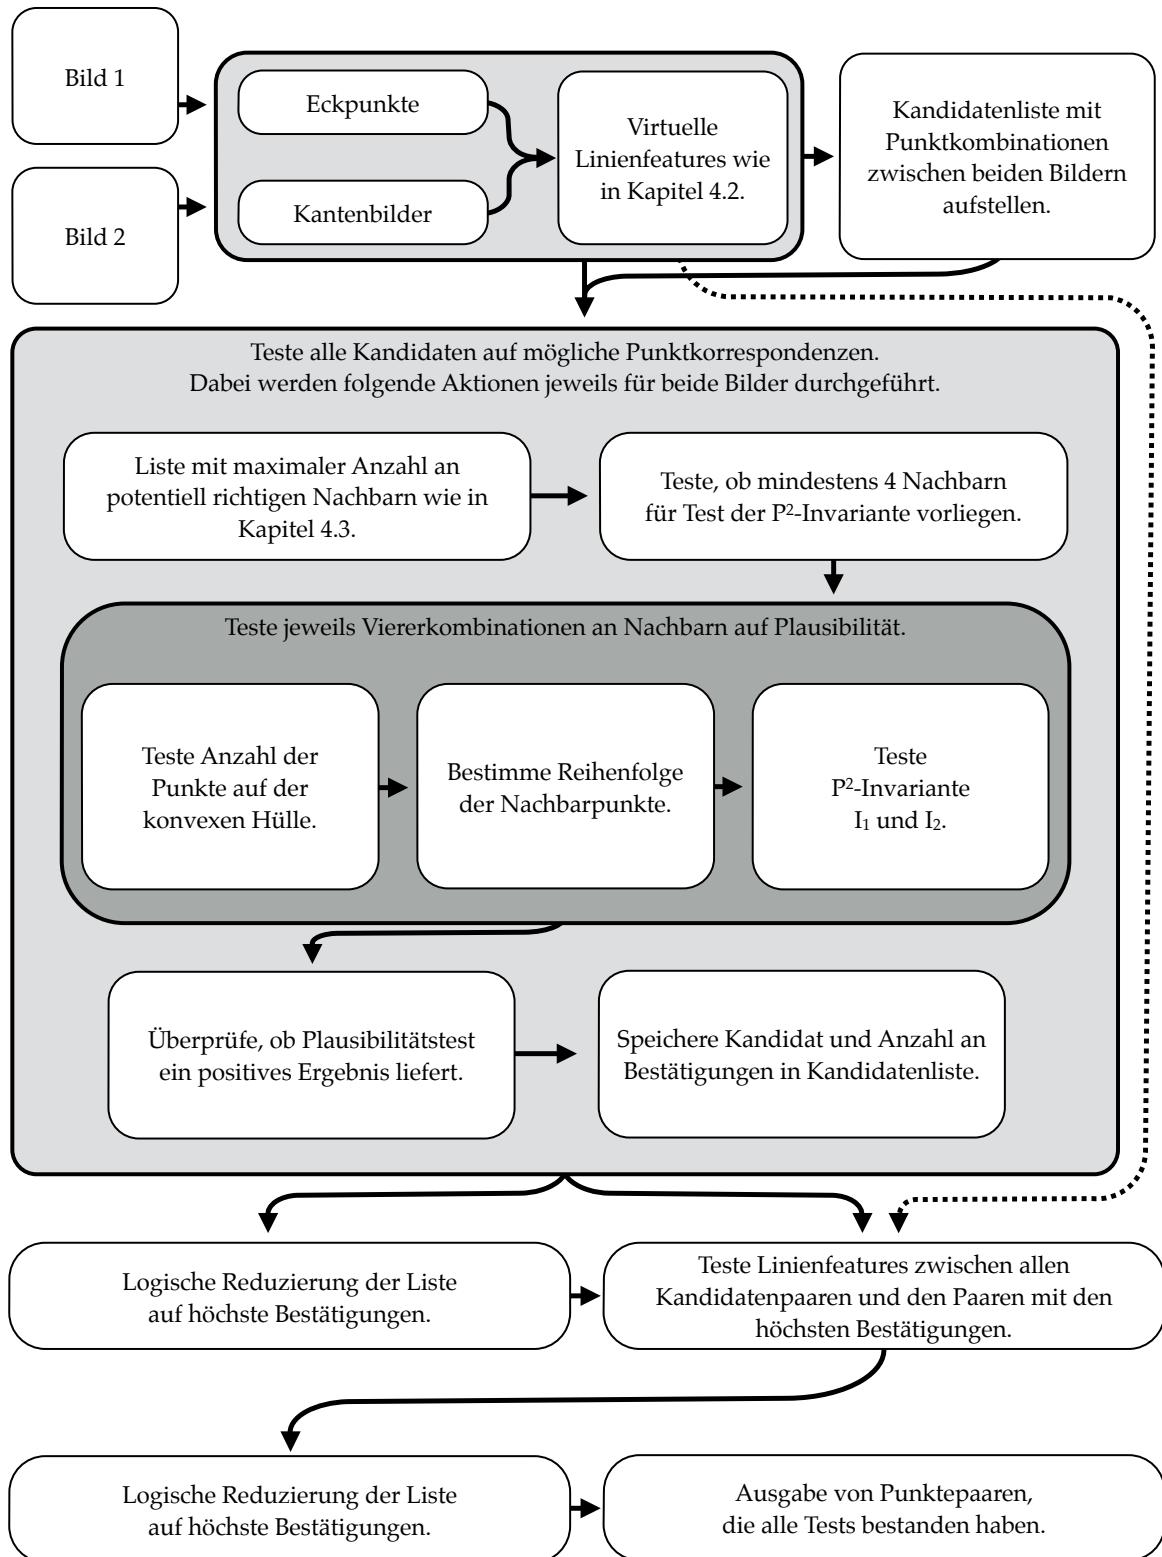 Bild 1
Bild 2
Eckpunkte
Kantenbilder
Virtuelle
Linienfeatures wie
in Kapitel 4.2.
Kandidatenliste mit
Punktkombinationen
zwischen beiden Bildern
aufstellen.
Teste alle Kandidaten auf mögliche Punktkorrespondenzen.
Dabei werden folgende Aktionen jeweils für beide Bilder durchgeführt.
Liste mit maximaler Anzahl an
potentiell richtigen Nachbarn wie in
Kapitel 4.3.
Teste, ob mindestens 4 Nachbarn
für Test der P²-Invariante vorliegen.
Teste jeweils Viererkombinationen an Nachbarn auf Plausibilität.
Teste Anzahl der
Punkte auf der
konvexen Hülle.
Bestimme Reihenfolge
der Nachbarpunkte.
Teste
P²-Invariante
I₁ und I₂.
Überprüfe, ob Plausibilitätstest
ein positives Ergebnis liefert.
Speichere Kandidat und Anzahl an
Bestätigungen in Kandidatenliste.
Logische Reduzierung der Liste
auf höchste Bestätigungen.
Teste Linienfeatures zwischen allen
Kandidatenpaaren und den Paaren mit den
höchsten Bestätigungen.
Logische Reduzierung der Liste
auf höchste Bestätigungen.
Ausgabe von Punktepaaren,
die alle Tests bestanden haben.